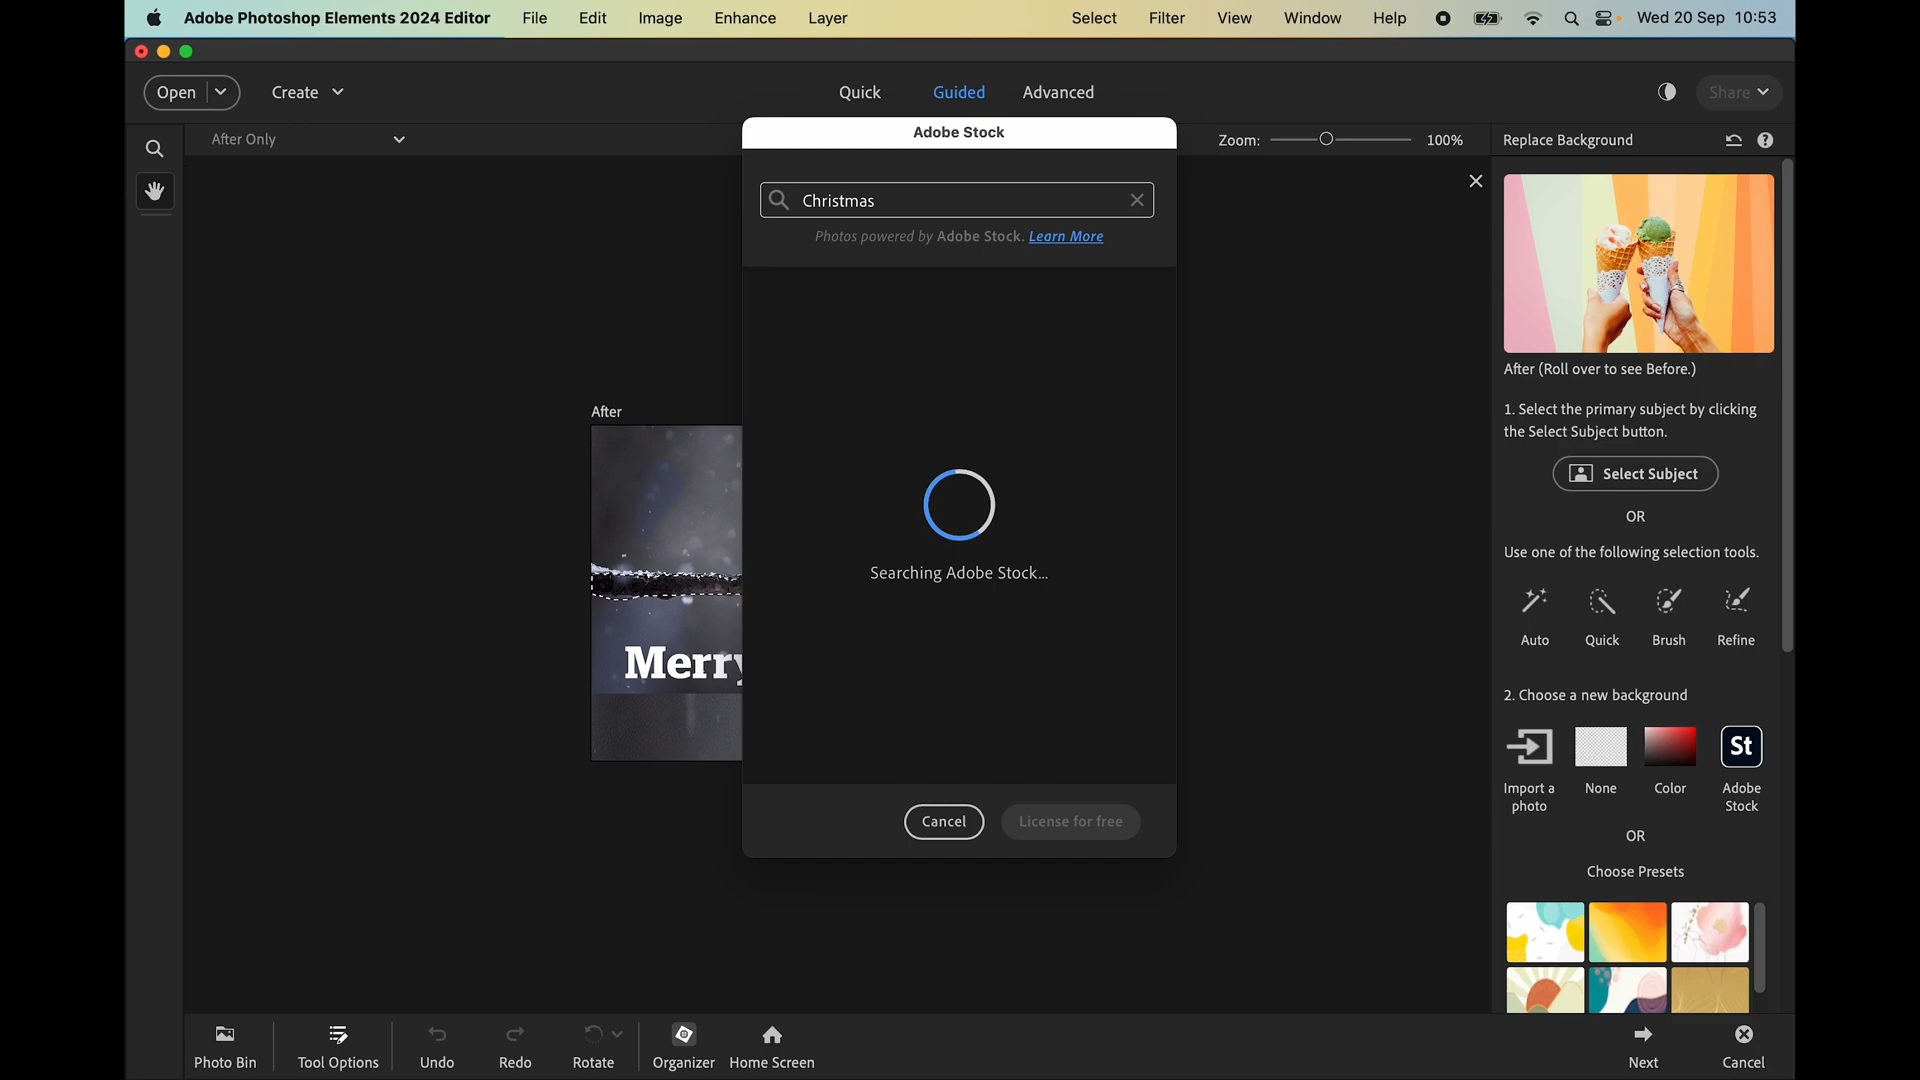 Adobe Photoshop Elements 2024 Editor File Edit Image Enhance Layer Select Filter View Window Help Wed 20 Sep 10:53
Open Create Quick Guided Advanced Share
After Only Adobe Stock Zoom: 100% Replace Background
Christmas
Photos powered by Adobe Stock. Learn More
After (Roll over to see Before.)
After
1. Select the primary subject by clicking
the Select Subject button.
Select Subject
OR
Use one of the following selection tools.
Searching Adobe Stock...
Auto Quick Brush Refine
Merry
2. Choose a new background
St
Import a
photo
None Color Adobe
Stock
Cancel License for free
OR
Choose Presets
Photo Bin Tool Options Undo Redo Rotate Organizer Home Screen Next Cancel